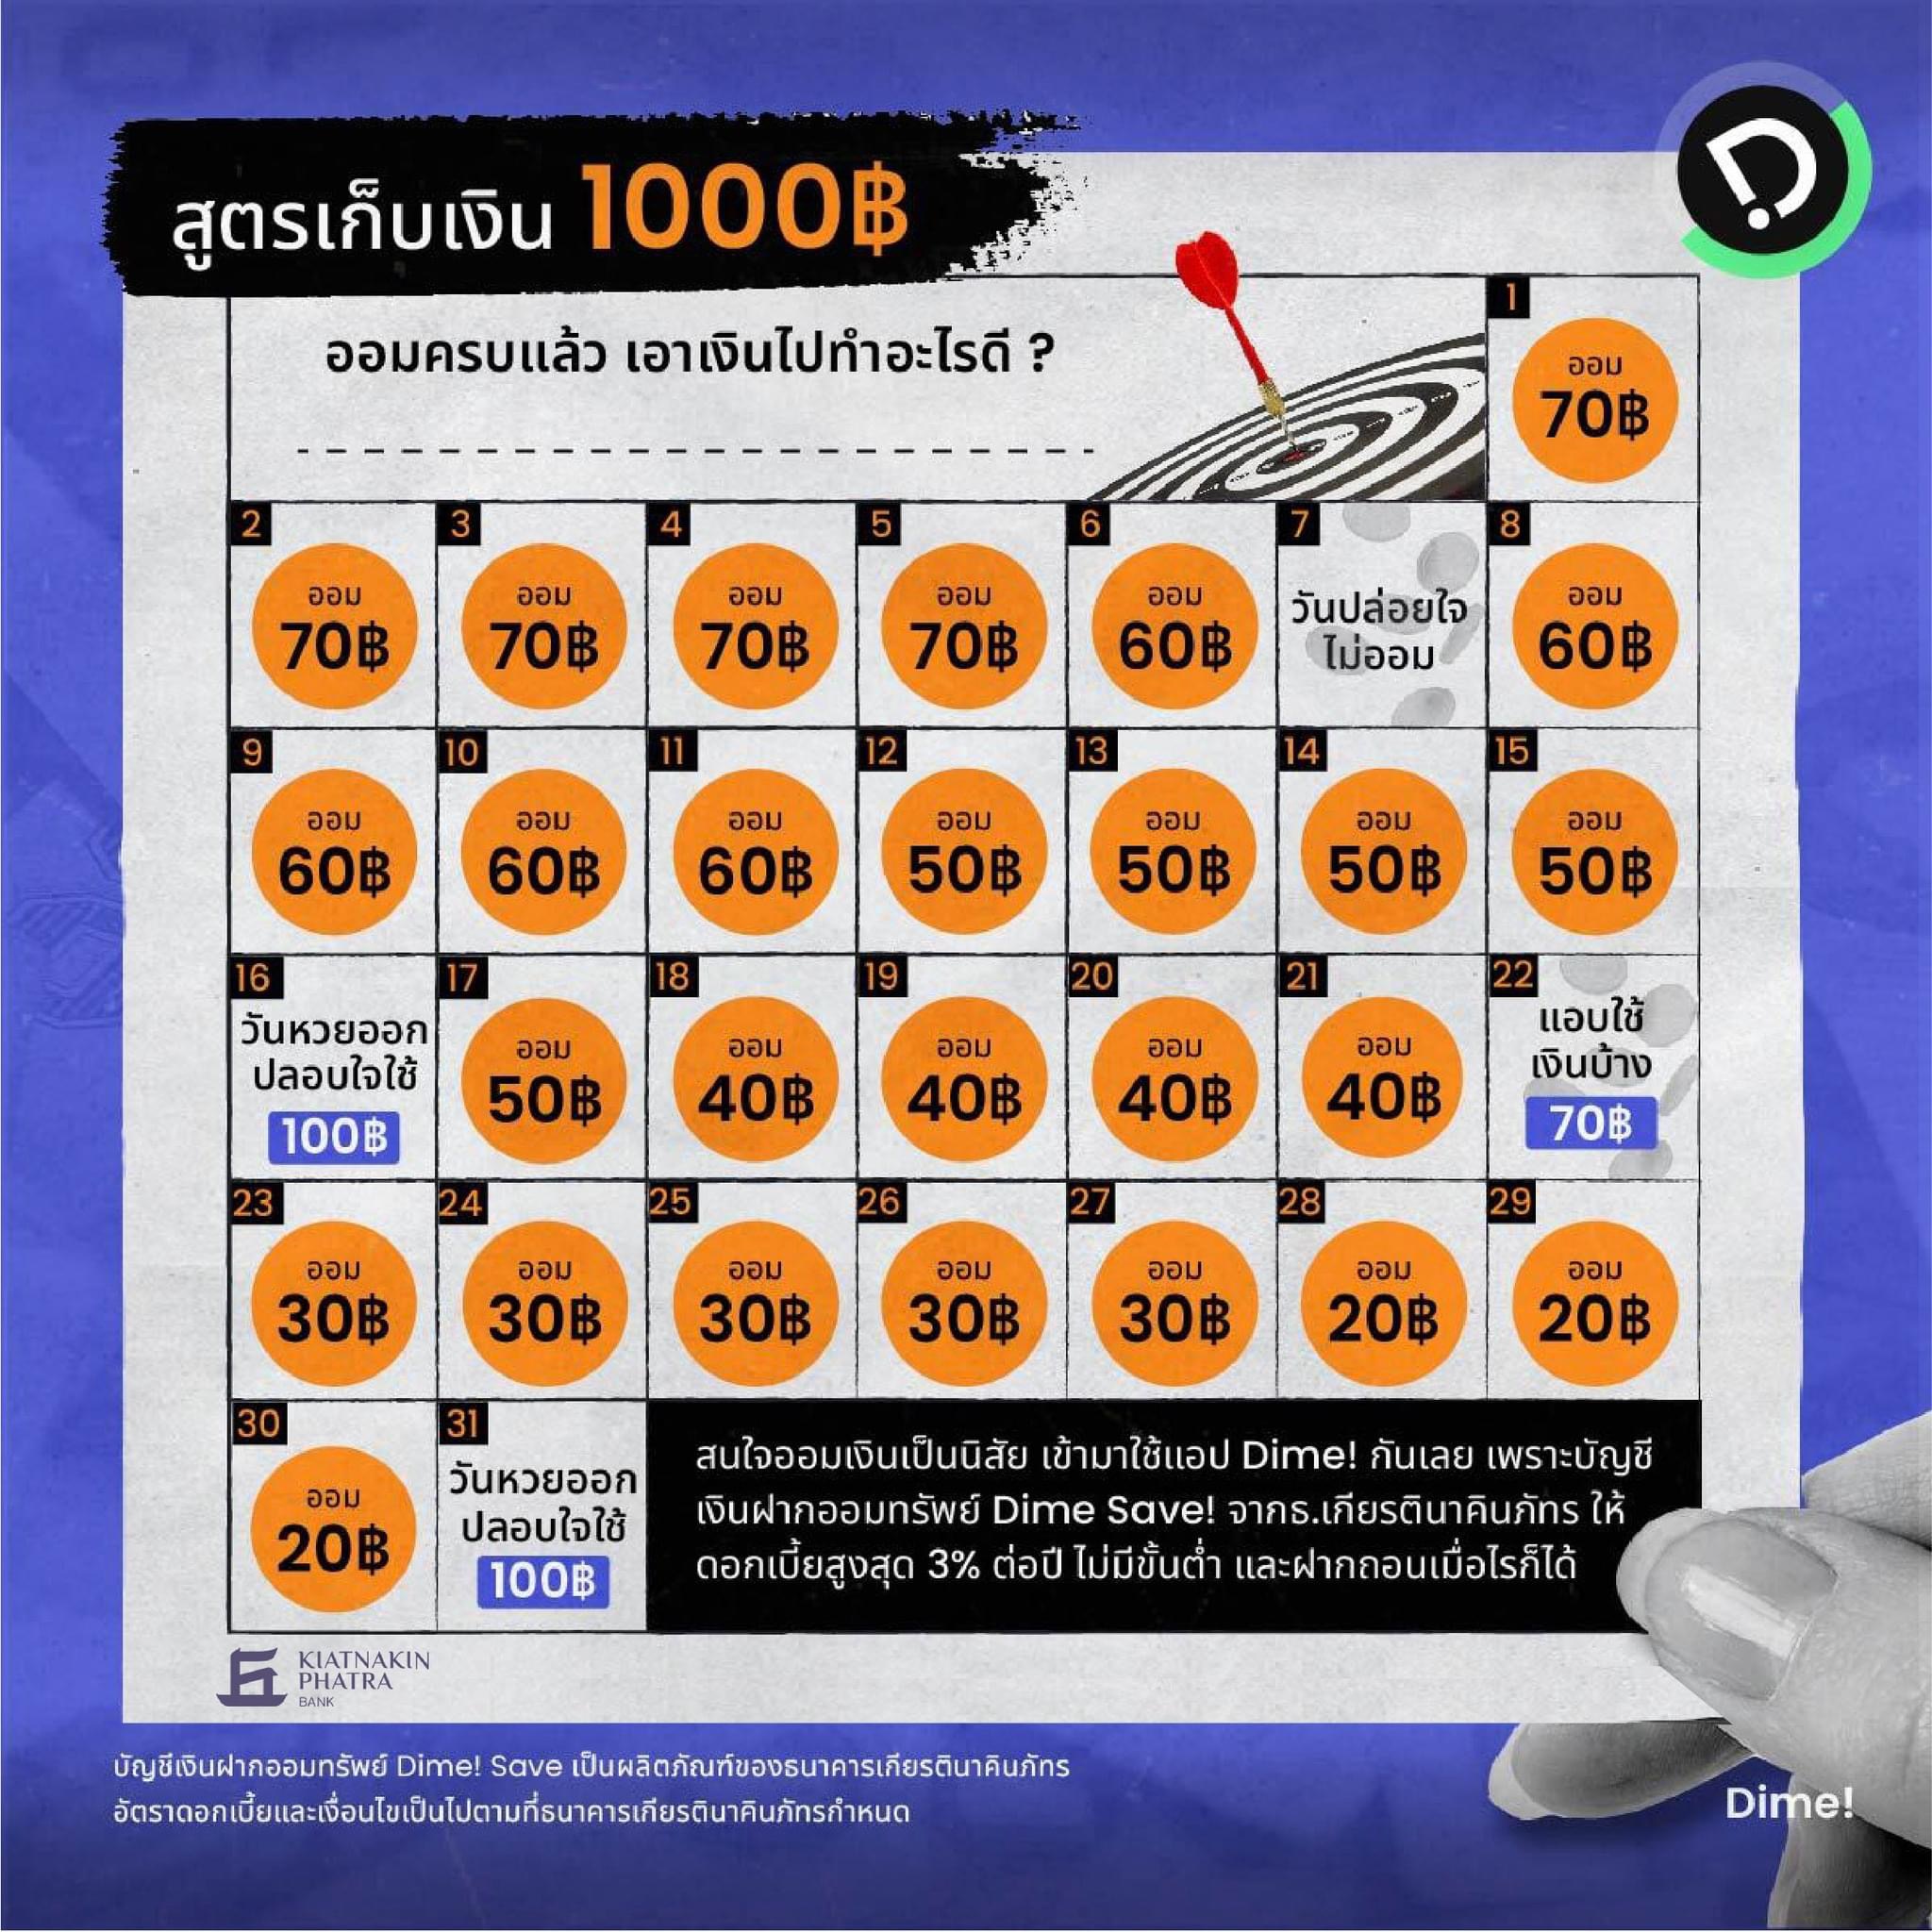 สูตรเก็บเงิน 1000฿
ออมครบแล้ว เอาเงินไปทำอะไรดี ?
1
ออม
70฿
2
ออม
70฿
3
ออม
70฿
4
ออม
70฿
5
ออม
70฿
6
ออม
60฿
7
วันปล่อยใจ
ไม่ออม
8
ออม
60฿
9
ออม
60฿
10
ออม
60฿
11
ออม
60฿
12
ออม
50฿
13
ออม
50฿
14
ออม
50฿
15
ออม
50฿
16
วันหวยออก
ปลอบใจใช้
100฿
17
ออม
50฿
18
ออม
40฿
19
ออม
40฿
20
ออม
40฿
21
ออม
40฿
22
แอบใช้
เงินบ้าง
70฿
23
ออม
30฿
24
ออม
30฿
25
ออม
30฿
26
ออม
30฿
27
ออม
30฿
28
ออม
20฿
29
ออม
20฿
30
ออม
20฿
31
วันหวยออก
ปลอบใจใช้
100฿
สนใจออมเงินเป็นนิสัย เข้ามาใช้แอป Dime! กันเลย เพราะบัญชี
เงินฝากออมทรัพย์ Dime Save! จากธ.เกียรตินาคินภัทร ให้
ดอกเบี้ยสูงสุด 3% ต่อปี ไม่มีขั้นต่ำ และฝากถอนเมื่อไรก็ได้
KIATNAKIN
PHATRA
BANK
บัญชีเงินฝากออมทรัพย์ Dime! Save เป็นผลิตภัณฑ์ของธนาคารเกียรตินาคินภัทร
อัตราดอกเบี้ยและเงื่อนไขเป็นไปตามที่ธนาคารเกียรตินาคินภัทรกำหนด
Dime!